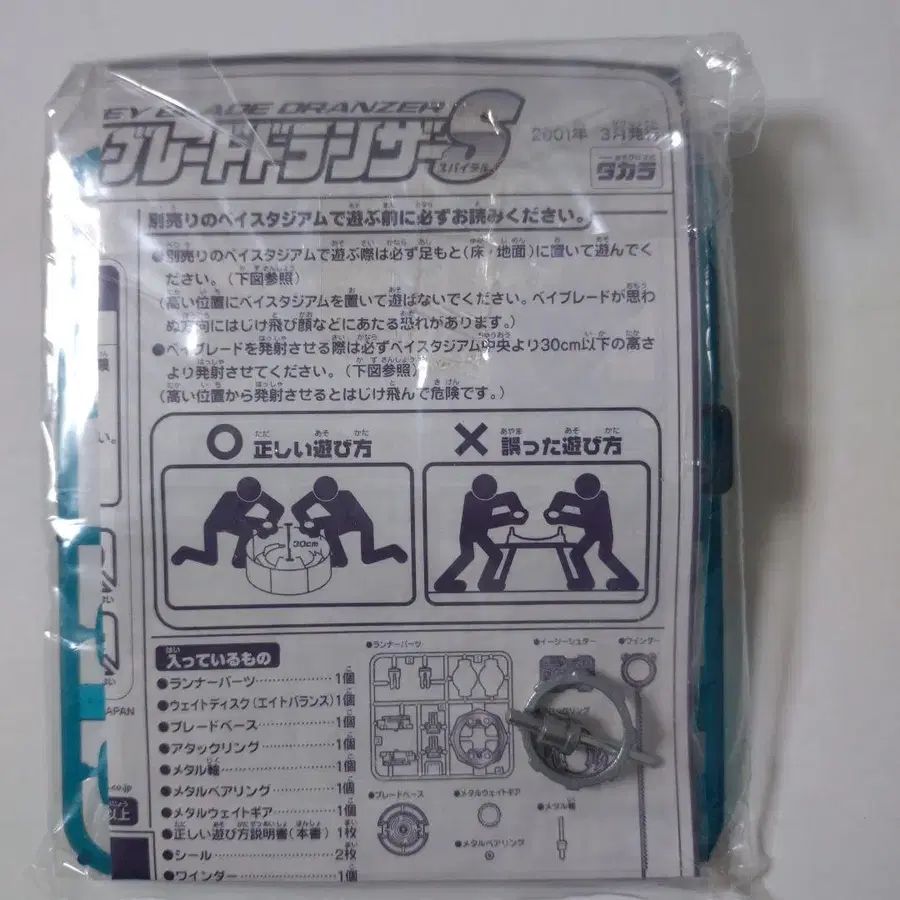 EY BLADE DRANZER
ブレードドランザーS
スパイラル
2001年 3月発行
タカラ
別売りのベイスタジアムで遊ぶ前に必ずお読みください。
●別売りのベイスタジアムで遊ぶ際は必ず足もと(床・地面)に置いて遊んでく
ださい。(下図参照)
(高い位置にベイスタジアムを置いて遊ばないでください。ベイブレードが思わ
ぬ方向にはじけ飛び顔などにあたる恐れがあります。)
●ベイブレードを発射させる際は必ずベイスタジアム中央より30cm以下の高さ
より発射させてください。(下図参照)
(高い位置から発射させるとはじけ飛んで危険です。)
○ 正しい遊び方
× 誤った遊び方
30cm
入っているもの
●ランナーパーツ……1個
●ウェイトディスク(エイトバランス)1個
●ブレードベース……1個
●アタックリング……1個
●メタル軸……1個
●メタルベアリング……1個
●メタルウェイトギア……1個
●正しい遊び方説明書(本書)1枚
●シール……2枚
●ワインダー……1個
●ランナーパーツ
●イージーシューター
●ワインダー
●ブレードベース
●メタルウェイトギア
●メタル軸
●メタルベアリング
い。
JAPAN
co.jp
以上